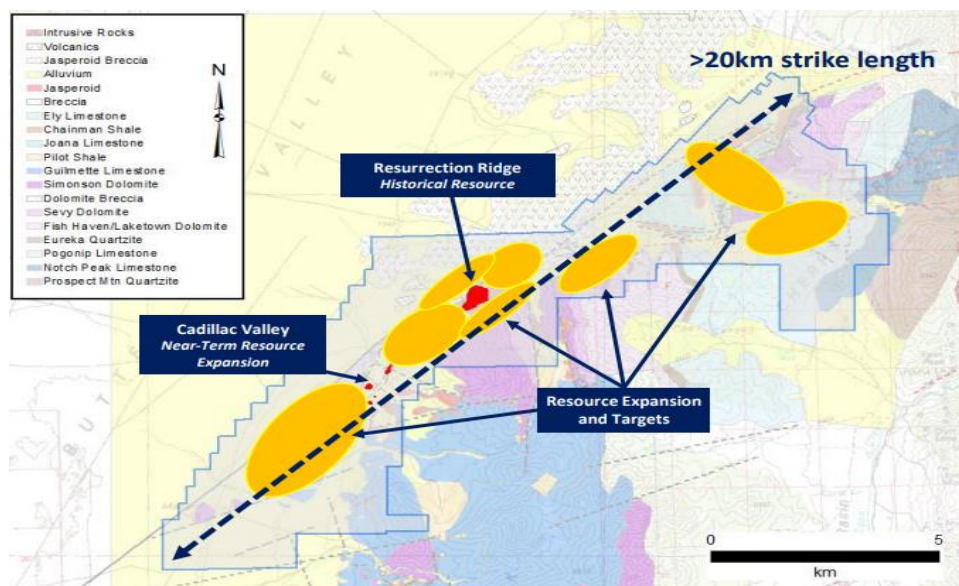 Intrusive Rocks
Volcanics
Jasperoid Breccia
Alluvium
Jasperoid
Breccia
Ely Limestone
Chainman Shale
Joana Limestone
Pilot Shale
Guilmette Limestone
Simonson Dolomite
Dolomite Breccia
Sevy Dolomite
Fish Haven/Laketown Dolomite
Eureka Quartzite
Pogonip Limestone
Notch Peak Limestone
Prospect Mtn Quartzite
N
>20km strike length
VALLEY
Resurrection Ridge
Historical Resource
Cadillac Valley
Near-Term Resource
Expansion
Resource Expansion
and Targets
BUT
0 5
km